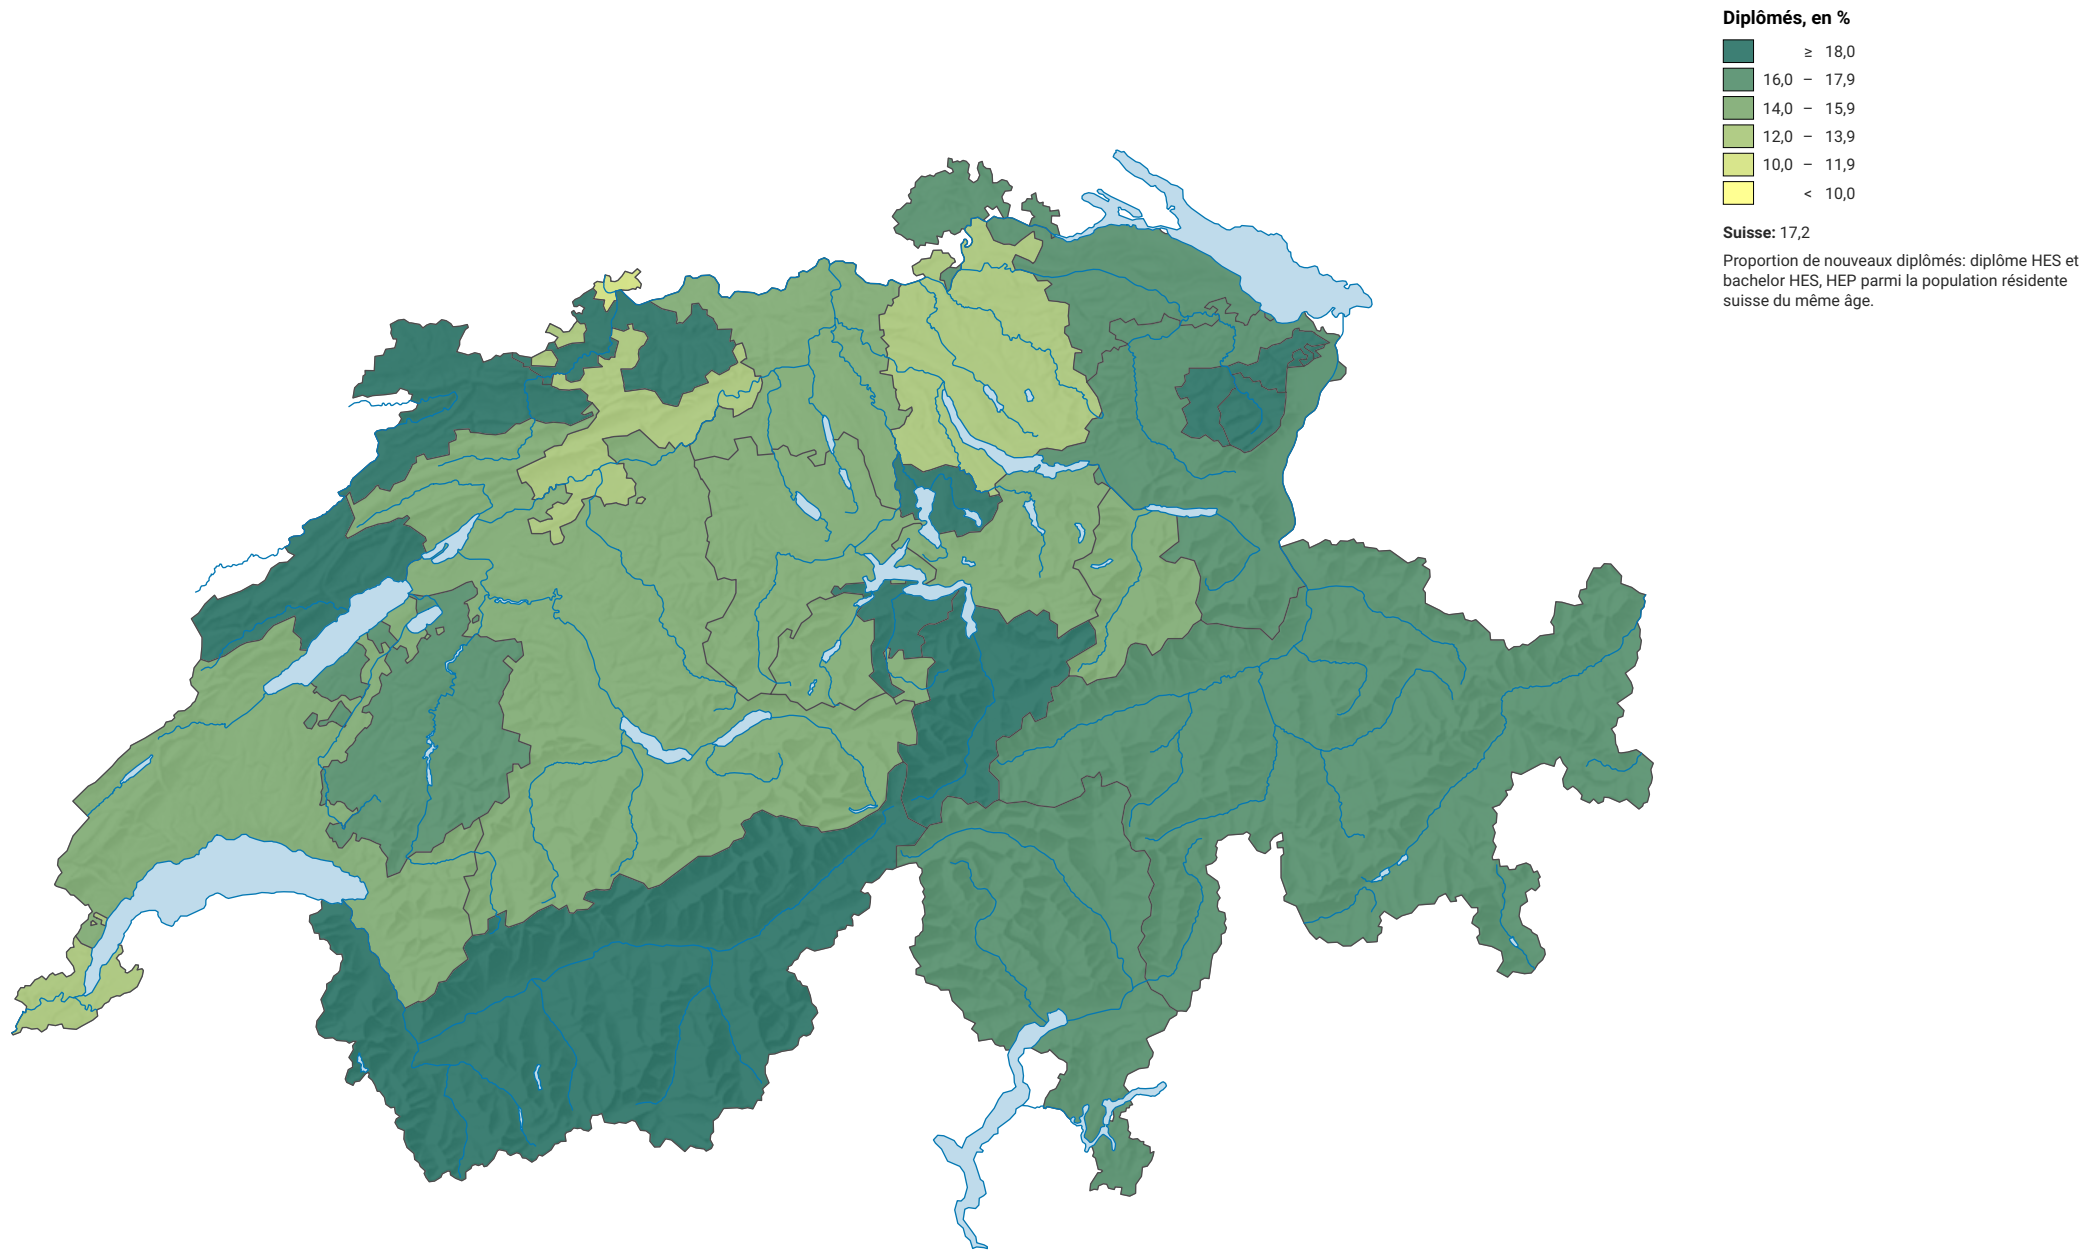 Diplômés, en %
≥ 18,0
16,0 – 17,9
14,0 – 15,9
12,0 – 13,9
10,0 – 11,9
< 10,0
Suisse: 17,2
Proportion de nouveaux diplômés: diplôme HES et
bachelor HES, HEP parmi la population résidente
suisse du même âge.